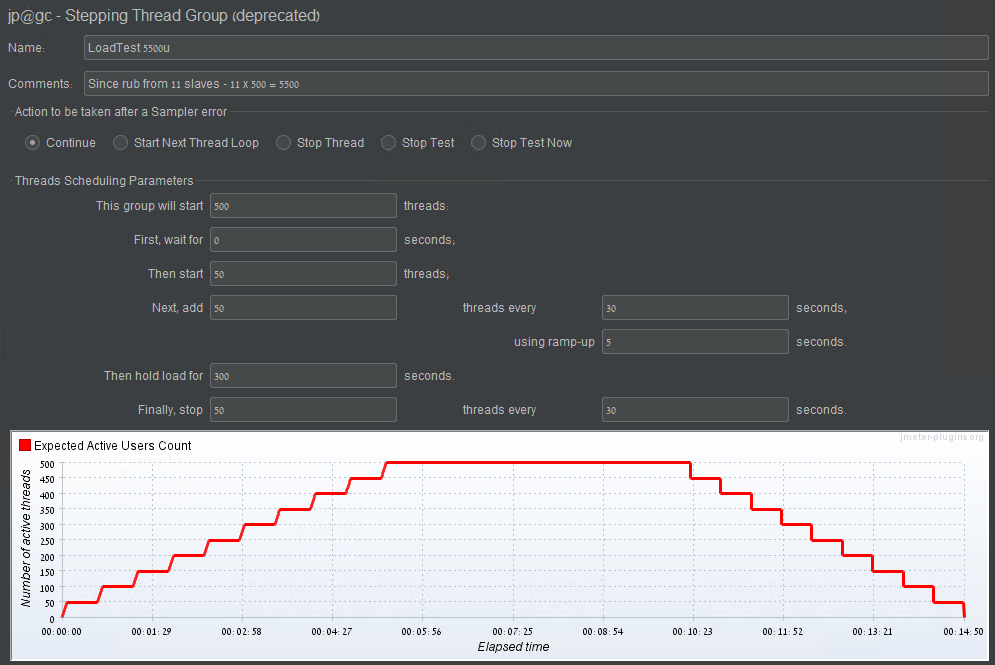 jp@gc - Stepping Thread Group (deprecated)
Name: LoadTest 5500u
Comments: Since rub from 11 slaves - 11 X 500 = 5500
Action to be taken after a Sampler error
Continue Start Next Thread Loop Stop Thread Stop Test Stop Test Now
Threads Scheduling Parameters
This group will start 500 threads:
First, wait for 0 seconds;
Then start 50 threads;
Next, add 50 threads every 30 seconds,
using ramp-up 5 seconds.
Then hold load for 300 seconds.
Finally, stop 50 threads every 30 seconds.
jmeter-plugins.org
Expected Active Users Count
Number of active threads
500
450
400
350
300
250
200
150
100
50
0
00:00:00 00:01:29 00:02:58 00:04:27 00:05:56 00:07:25 00:08:54 00:10:23 00:11:52 00:13:21 00:14:50
Elapsed time